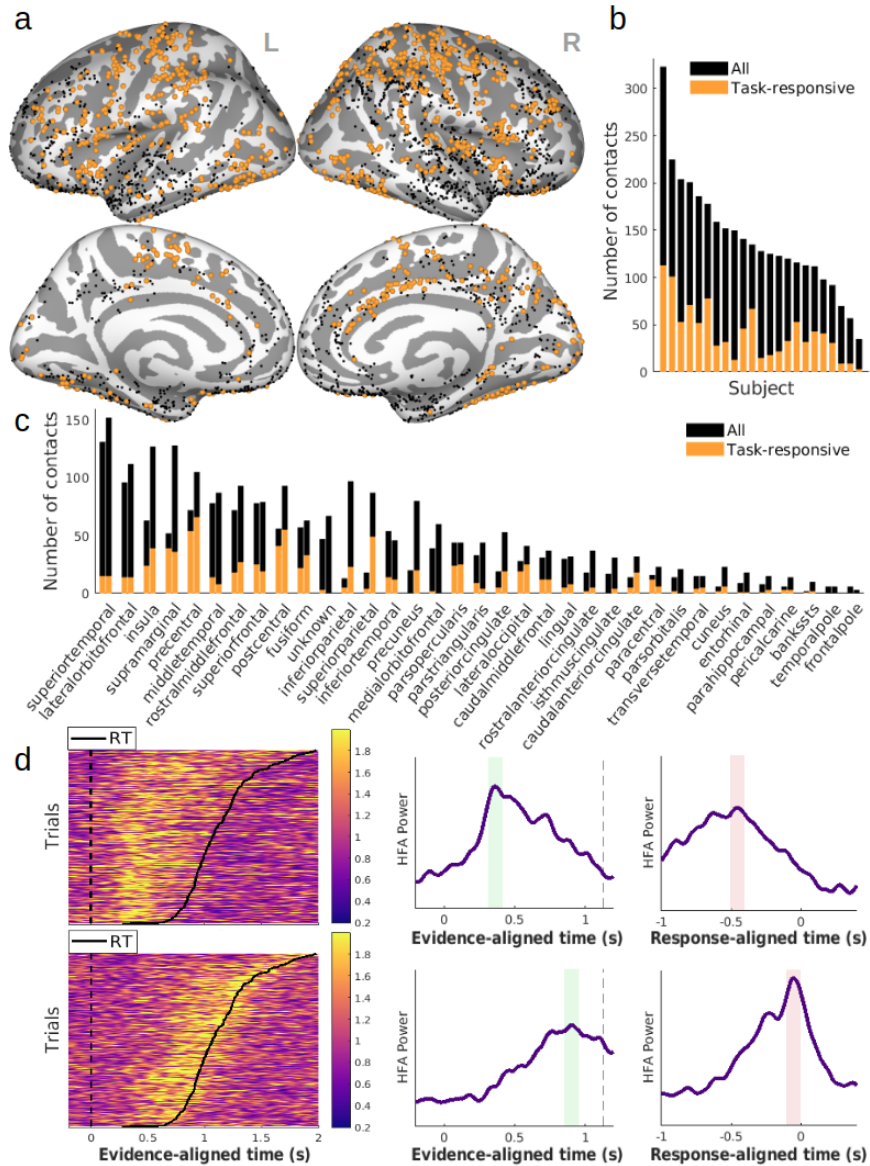 a
L
R
b
All
Task-responsive
Number of contacts
300
250
200
150
100
50
0
Subject
c
All
Task-responsive
Number of contacts
150
100
50
0
superiortemporal
lateralorbitofrontal
insula
supramarginal
precentral
middletemporal
rostralmiddlefrontal
superiorfrontal
postcentral
fusiform
unknown
inferiorparietal
superiorparietal
inferiortemporal
precuneus
medialorbitofrontal
parsopercularis
parstriangularis
posteriorcingulate
lateraloccipital
caudalmiddlefrontal
lingual
rostralanteriorcingulate
isthmuscingulate
caudalanteriorcingulate
paracentral
parsorbitalis
transversetemporal
cuneus
entorhinal
parahippocampal
pericalcarine
bankssts
temporalpole
frontalpole
d
RT
Trials
1.8
1.6
1.4
1.2
1
0.8
0.6
0.4
0.2
HFA Power
0 0.5 1
Evidence-aligned time (s)
HFA Power
-1 -0.5 0
Response-aligned time (s)
RT
Trials
0 0.5 1 1.5 2
Evidence-aligned time (s)
1.8
1.6
1.4
1.2
1
0.8
0.6
0.4
0.2
HFA Power
0 0.5 1
Evidence-aligned time (s)
HFA Power
-1 -0.5 0
Response-aligned time (s)